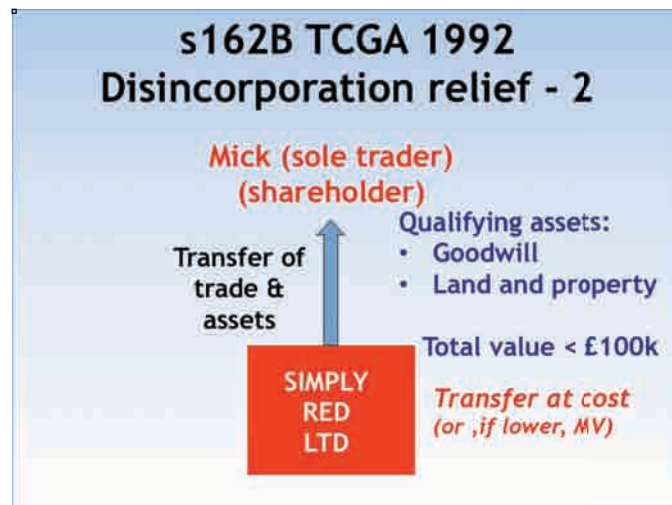 s162B TCGA 1992
Disincorporation relief - 2
Mick (sole trader)
(shareholder)
Transfer of
trade &
assets
Qualifying assets:
• Goodwill
• Land and property
Total value < £100k
SIMPLY
RED
LTD
Transfer at cost
(or ,if lower, MV)